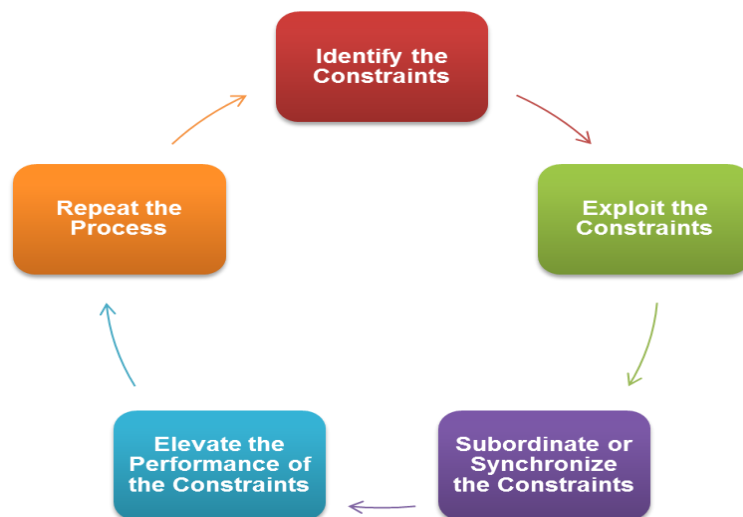 Identify the
Constraints
Exploit the
Constraints
Subordinate or
Synchronize
the Constraints
Elevate the
Performance of
the Constraints
Repeat the
Process